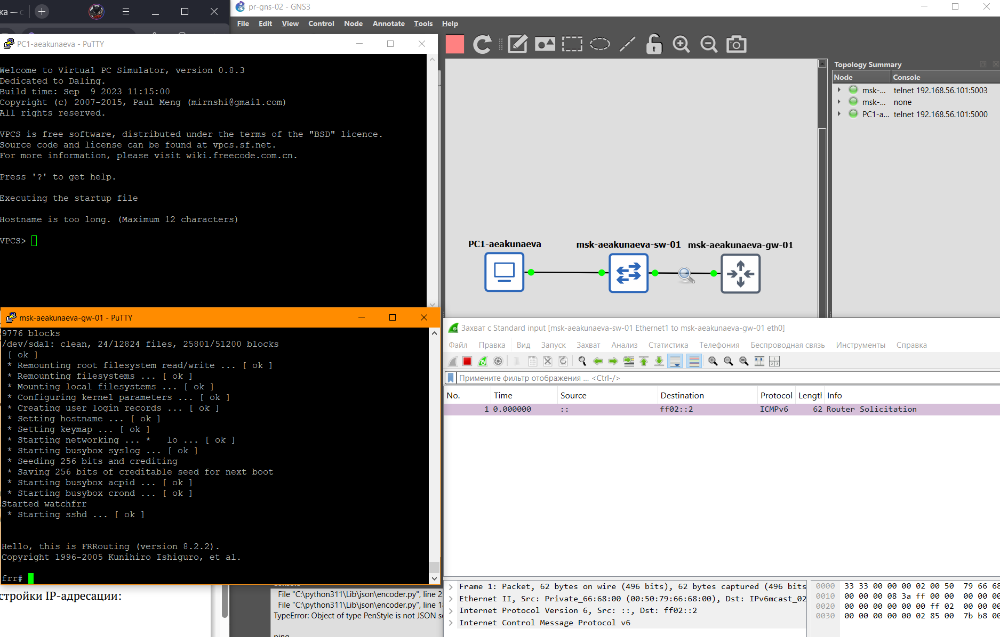 ка — с
pr-gns-02 - GNS3
File Edit View Control Node Annotate Tools Help
PC1-aeakunaeva - PuTTY
Welcome to Virtual PC Simulator, version 0.8.3
Dedicated to Daling.
Build time: Sep  9 2023 11:15:00
Copyright (c) 2007-2015, Paul Meng (mirnshi@gmail.com)
All rights reserved.
VPCS is free software, distributed under the terms of the "BSD" licence.
Source code and license can be found at vpcs.sf.net.
For more information, please visit wiki.freecode.com.cn.
Press '?' to get help.
Executing the startup file
Hostname is too long. (Maximum 12 characters)
VPCS>
Topology Summary
Node Console
msk-... telnet 192.168.56.101:5003
msk-... none
PC1-a... telnet 192.168.56.101:5000
PC1-aeakunaeva msk-aeakunaeva-sw-01 msk-aeakunaeva-gw-01
msk-aeakunaeva-gw-01 - PuTTY
9776 blocks
/dev/sda1: clean, 24/12824 files, 25801/51200 blocks
[ ok ]
* Remounting root filesystem read/write ... [ ok ]
* Remounting filesystems ... [ ok ]
* Mounting local filesystems ... [ ok ]
* Configuring kernel parameters ... [ ok ]
* Creating user login records ... [ ok ]
* Setting hostname ... [ ok ]
* Setting keymap ... [ ok ]
* Starting networking ... *   lo ... [ ok ]
* Starting busybox syslog ... [ ok ]
* Seeding 256 bits and crediting
* Saving 256 bits of creditable seed for next boot
* Starting busybox acpid ... [ ok ]
* Starting busybox crond ... [ ok ]
Started watchfrr
* Starting sshd ... [ ok ]
Hello, this is FRRouting (version 8.2.2).
Copyright 1996-2005 Kunihiro Ishiguro, et al.
frr#
Захват с Standard input [msk-aeakunaeva-sw-01 Ethernet1 to msk-aeakunaeva-gw-01 eth0]
Файл Правка Вид Запуск Захват Анализ Статистика Телефония Беспроводная связь Инструменты Справка
Примените фильтр отображения ... <Ctrl-/>
No. Time Source Destination Protocol Lengtl Info
1 0.000000 :: ff02::2 ICMPv6 62 Router Solicitation
Frame 1: Packet, 62 bytes on wire (496 bits), 62 bytes captured (496 bits
Ethernet II, Src: Private_66:68:00 (00:50:79:66:68:00), Dst: IPv6mcast_02
Internet Protocol Version 6, Src: ::, Dst: ff02::2
Internet Control Message Protocol v6
0000 33 33 00 00 00 02 00 50 79 66 68
0010 00 00 00 08 3a ff 00 00 00 00 00
0020 00 00 00 00 00 00 ff 02 00 00 00
0030 00 00 00 00 00 02 85 00 7b b8 00
стройки IP-адресации:
File "C:\python311\Lib\json\encoder.py", line 2
File "C:\python311\Lib\json\encoder.py", line 1
TypeError: Object of type PenStyle is not JSON se
ping